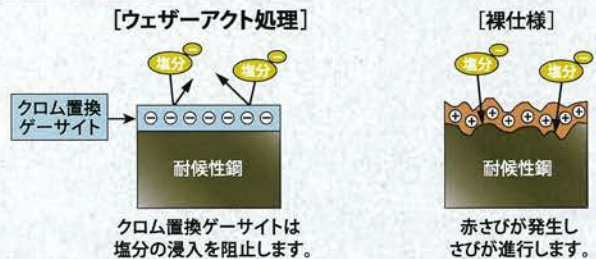 [ウェザーアクト処理]
塩分
−
塩分
−
クロム置換
ゲーサイト
− − − − − − −
耐候性鋼
クロム置換ゲーサイトは
塩分の浸入を阻止します。
[裸仕様]
塩分
−
塩分
−
+ + + + + + +
耐候性鋼
赤さびが発生し
さびが進行します。